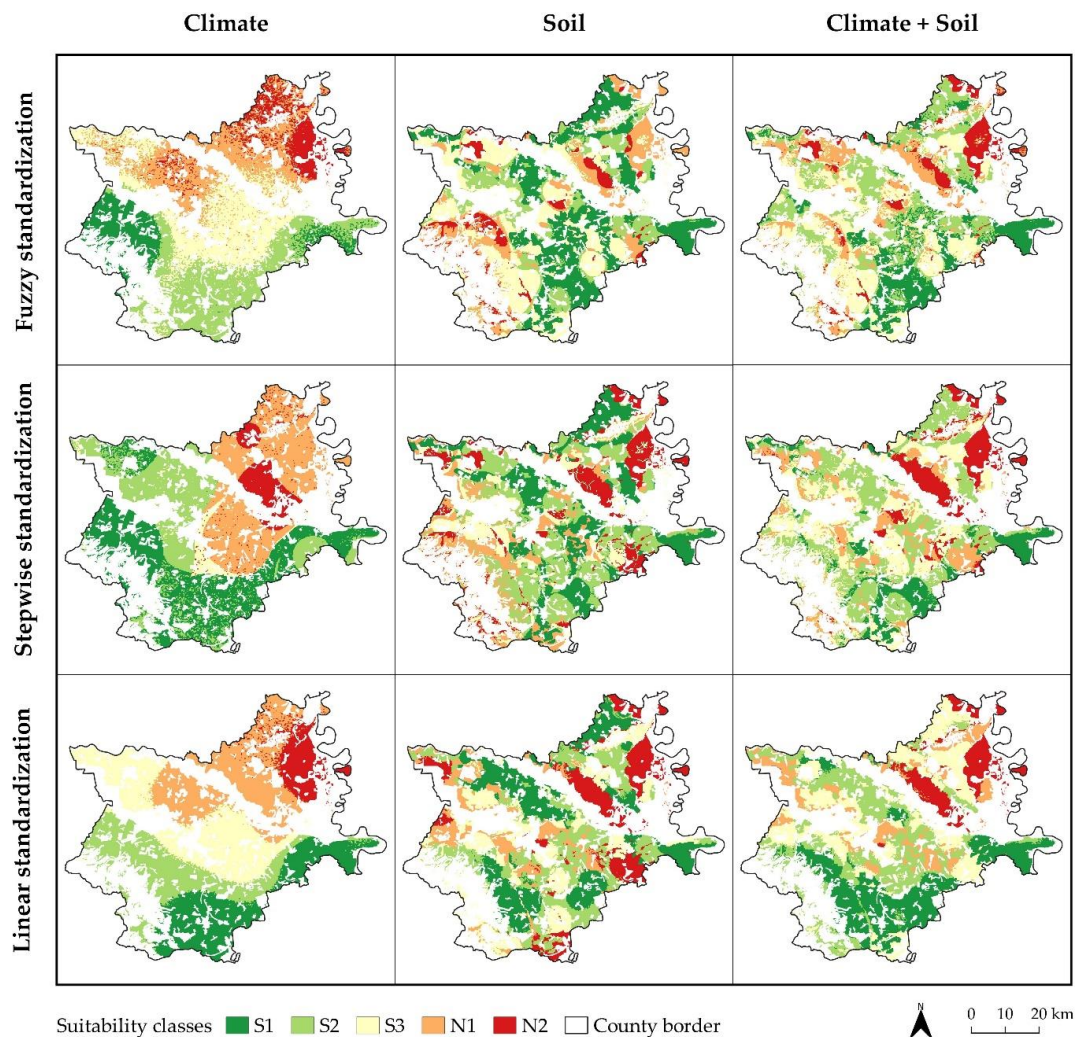 Climate Soil Climate + Soil
Fuzzy standardization
Stepwise standardization
Linear standardization
Suitability classes S1 S2 S3 N1 N2 County border N 0 10 20 km